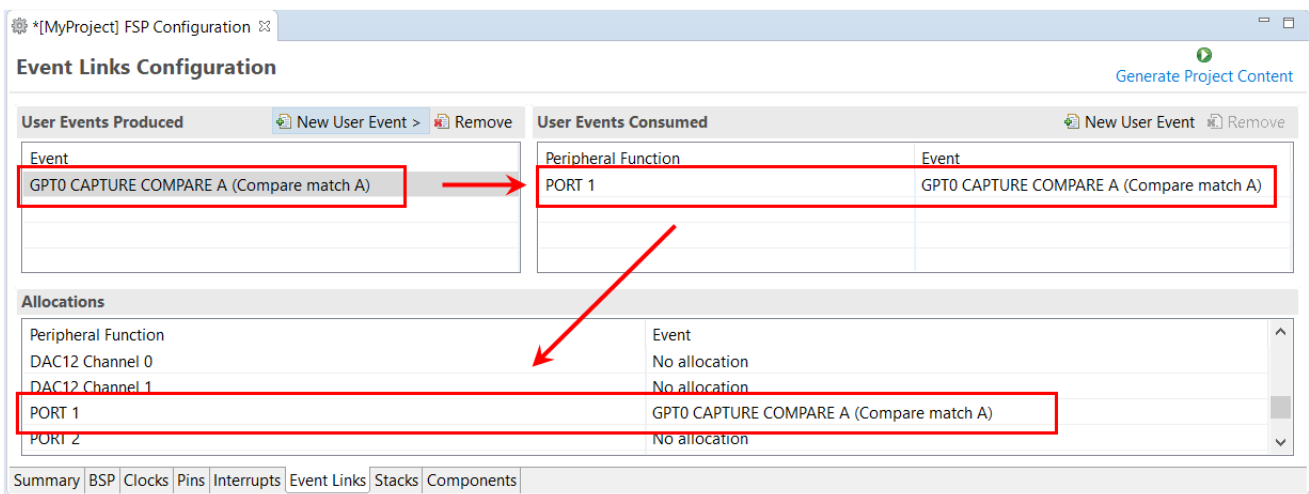 *[MyProject] FSP Configuration
Event Links Configuration
Generate Project Content
User Events Produced New User Event > Remove
Event
GPT0 CAPTURE COMPARE A (Compare match A)
User Events Consumed New User Event Remove
Peripheral Function Event
PORT 1 GPT0 CAPTURE COMPARE A (Compare match A)
Allocations
Peripheral Function Event
DAC12 Channel 0 No allocation
DAC12 Channel 1 No allocation
PORT 1 GPT0 CAPTURE COMPARE A (Compare match A)
PORT 2 No allocation
Summary BSP Clocks Pins Interrupts Event Links Stacks Components